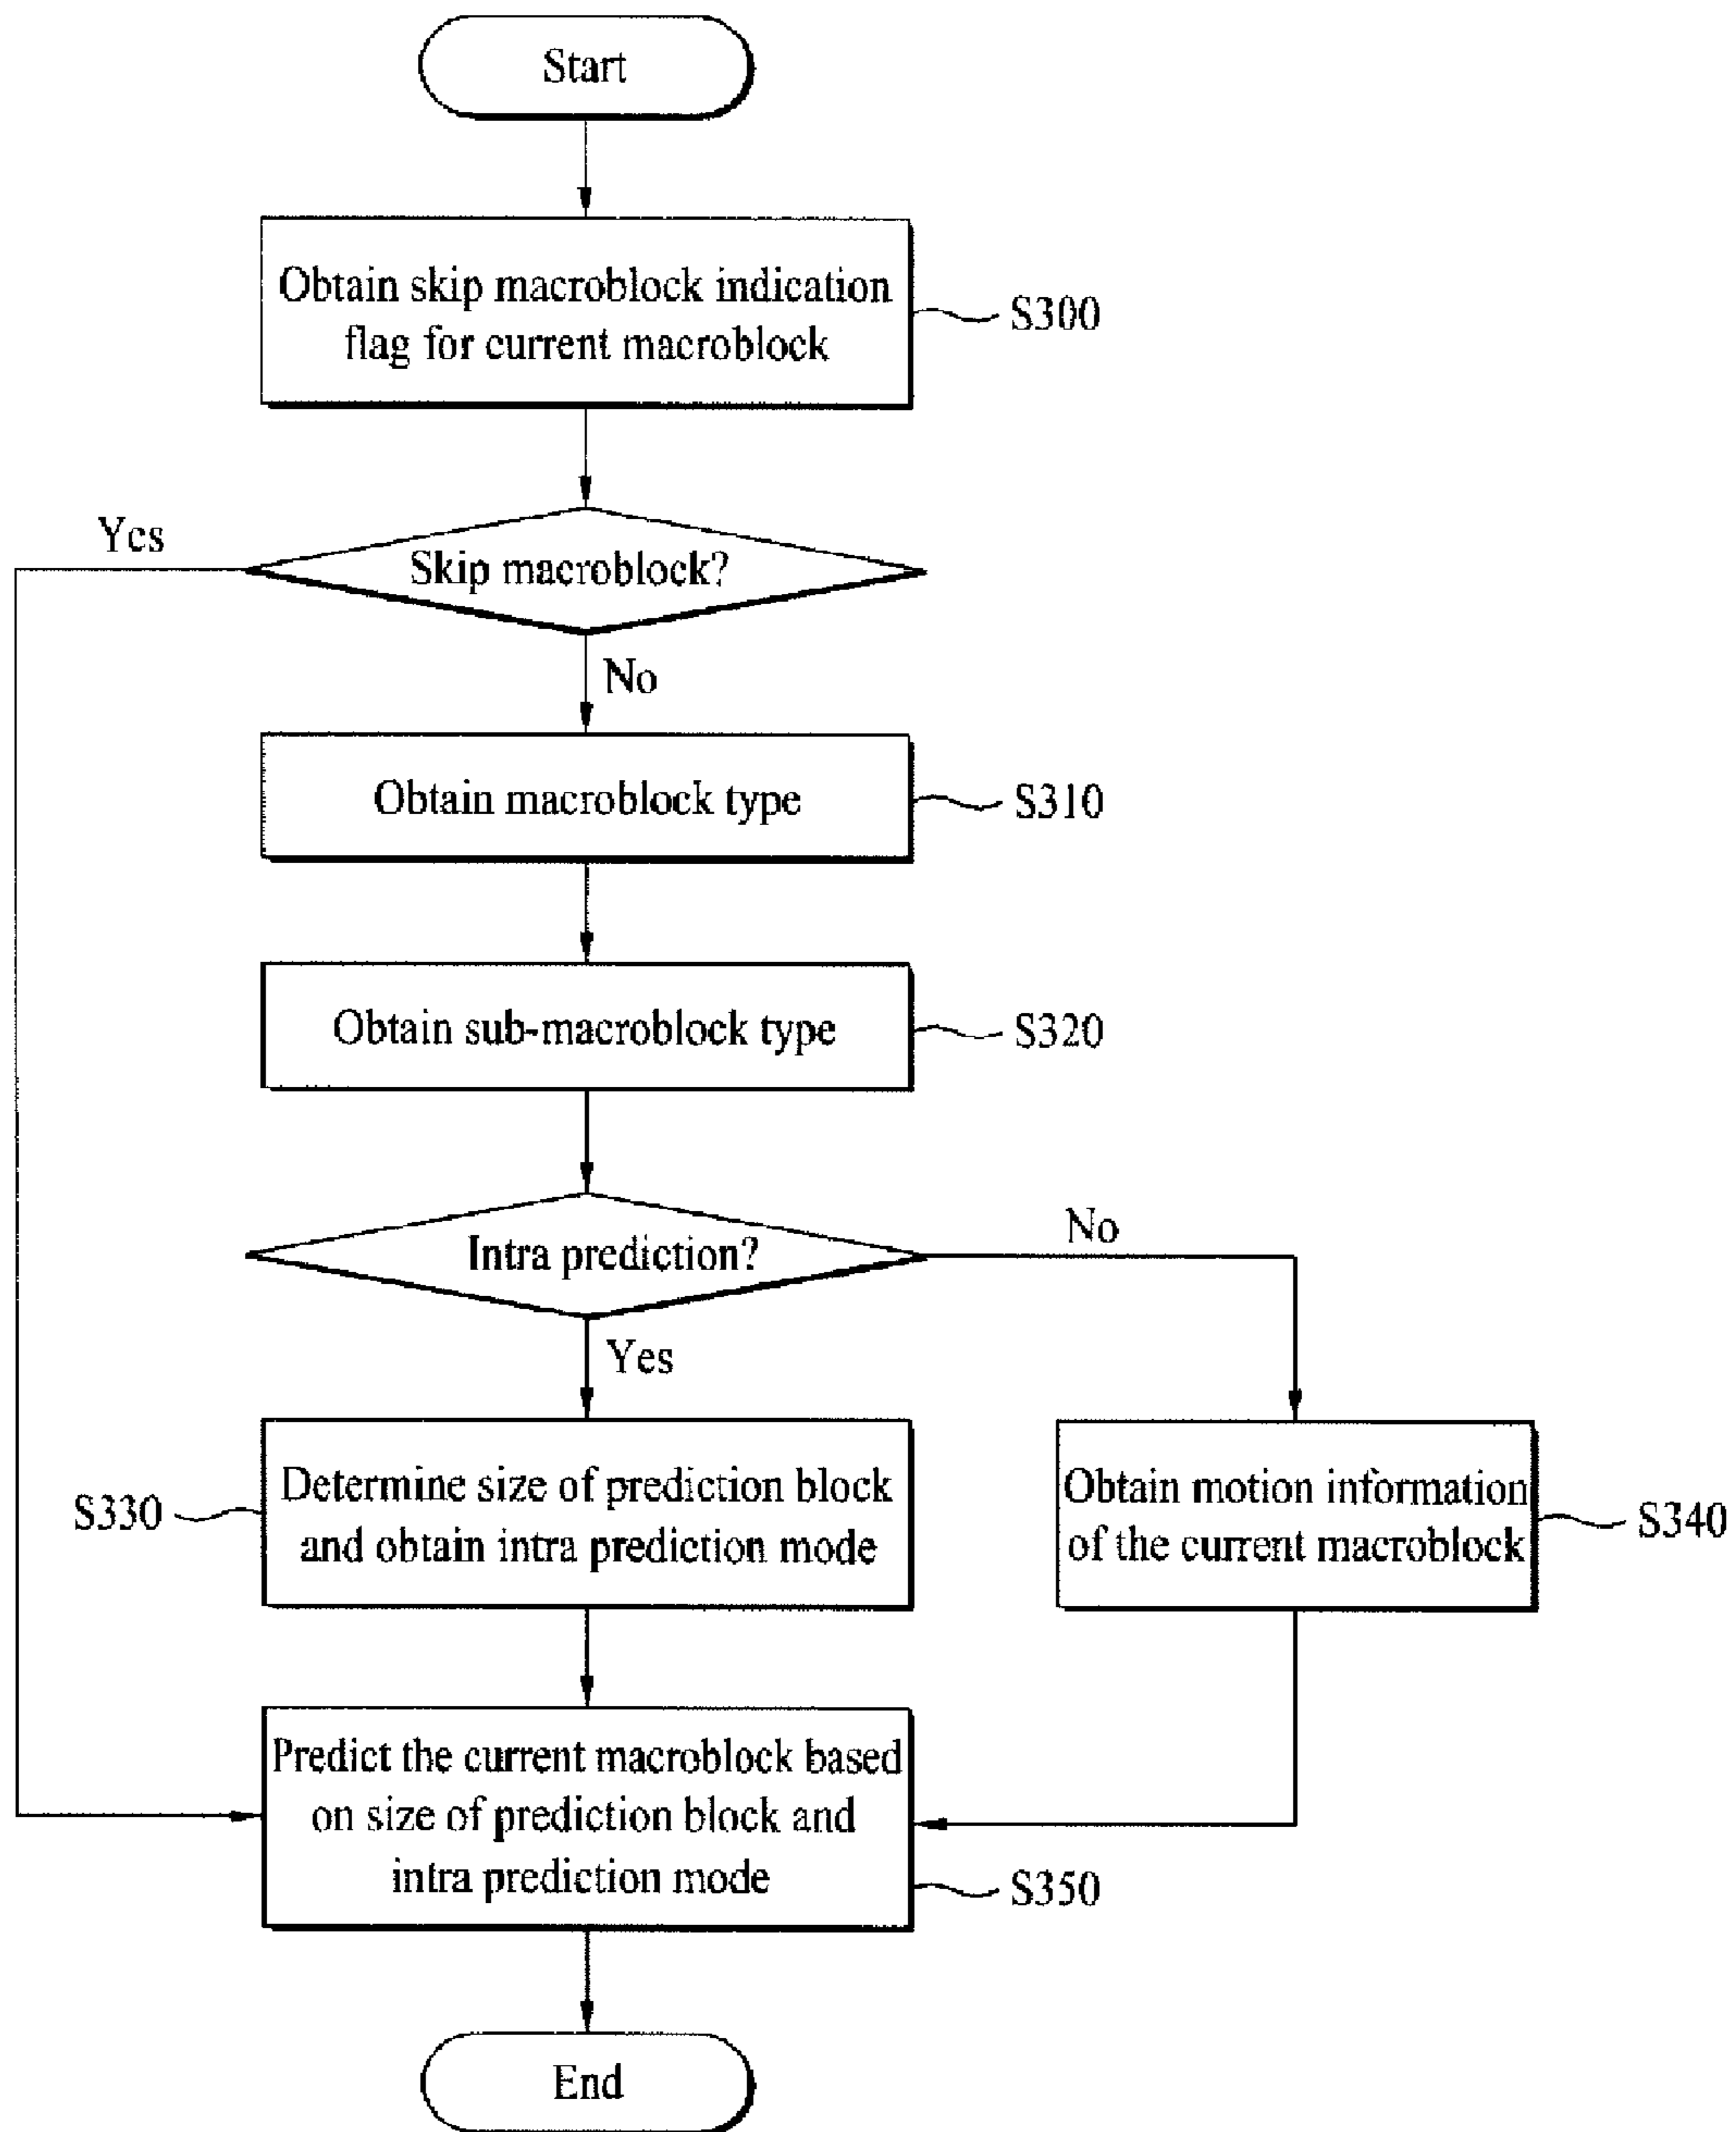 Start
Obtain skip macroblock indication
flag for current macroblock
S300
Yes
Skip macroblock?
No
Obtain macroblock type
S310
Obtain sub-macroblock type
S320
Intra prediction?
No
Yes
S330
Determine size of prediction block
and obtain intra prediction mode
Obtain motion information
of the current macroblock
S340
Predict the current macroblock based
on size of prediction block and
intra prediction mode
S350
End